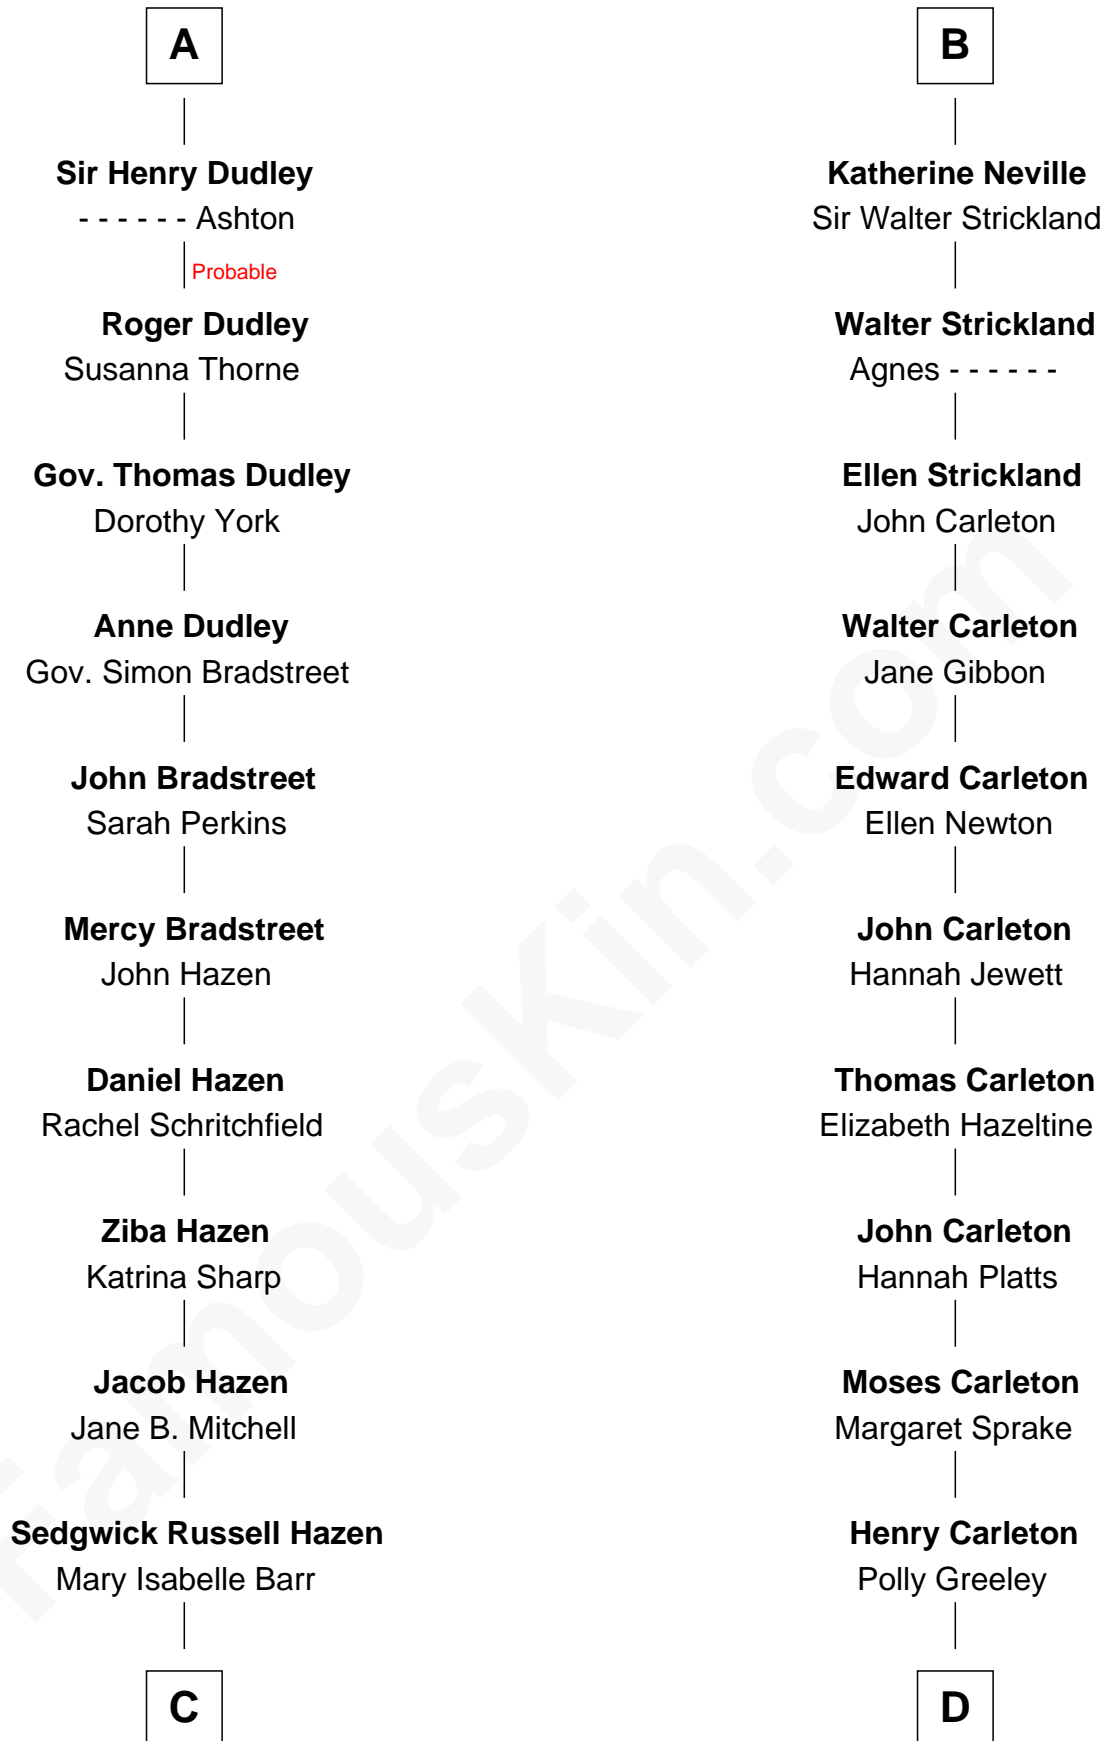 A
Sir Henry Dudley
- - - - - - Ashton
Probable
Roger Dudley
Susanna Thorne
Gov. Thomas Dudley
Dorothy York
Anne Dudley
Gov. Simon Bradstreet
John Bradstreet
Sarah Perkins
Mercy Bradstreet
John Hazen
Daniel Hazen
Rachel Schritchfield
Ziba Hazen
Katrina Sharp
Jacob Hazen
Jane B. Mitchell
Sedgwick Russell Hazen
Mary Isabelle Barr
C
B
Katherine Neville
Sir Walter Strickland
Walter Strickland
Agnes - - - - - -
Ellen Strickland
John Carleton
Walter Carleton
Jane Gibbon
Edward Carleton
Ellen Newton
John Carleton
Hannah Jewett
Thomas Carleton
Elizabeth Hazeltine
John Carleton
Hannah Platts
Moses Carleton
Margaret Sprake
Henry Carleton
Polly Greeley
D
FamousKin.com